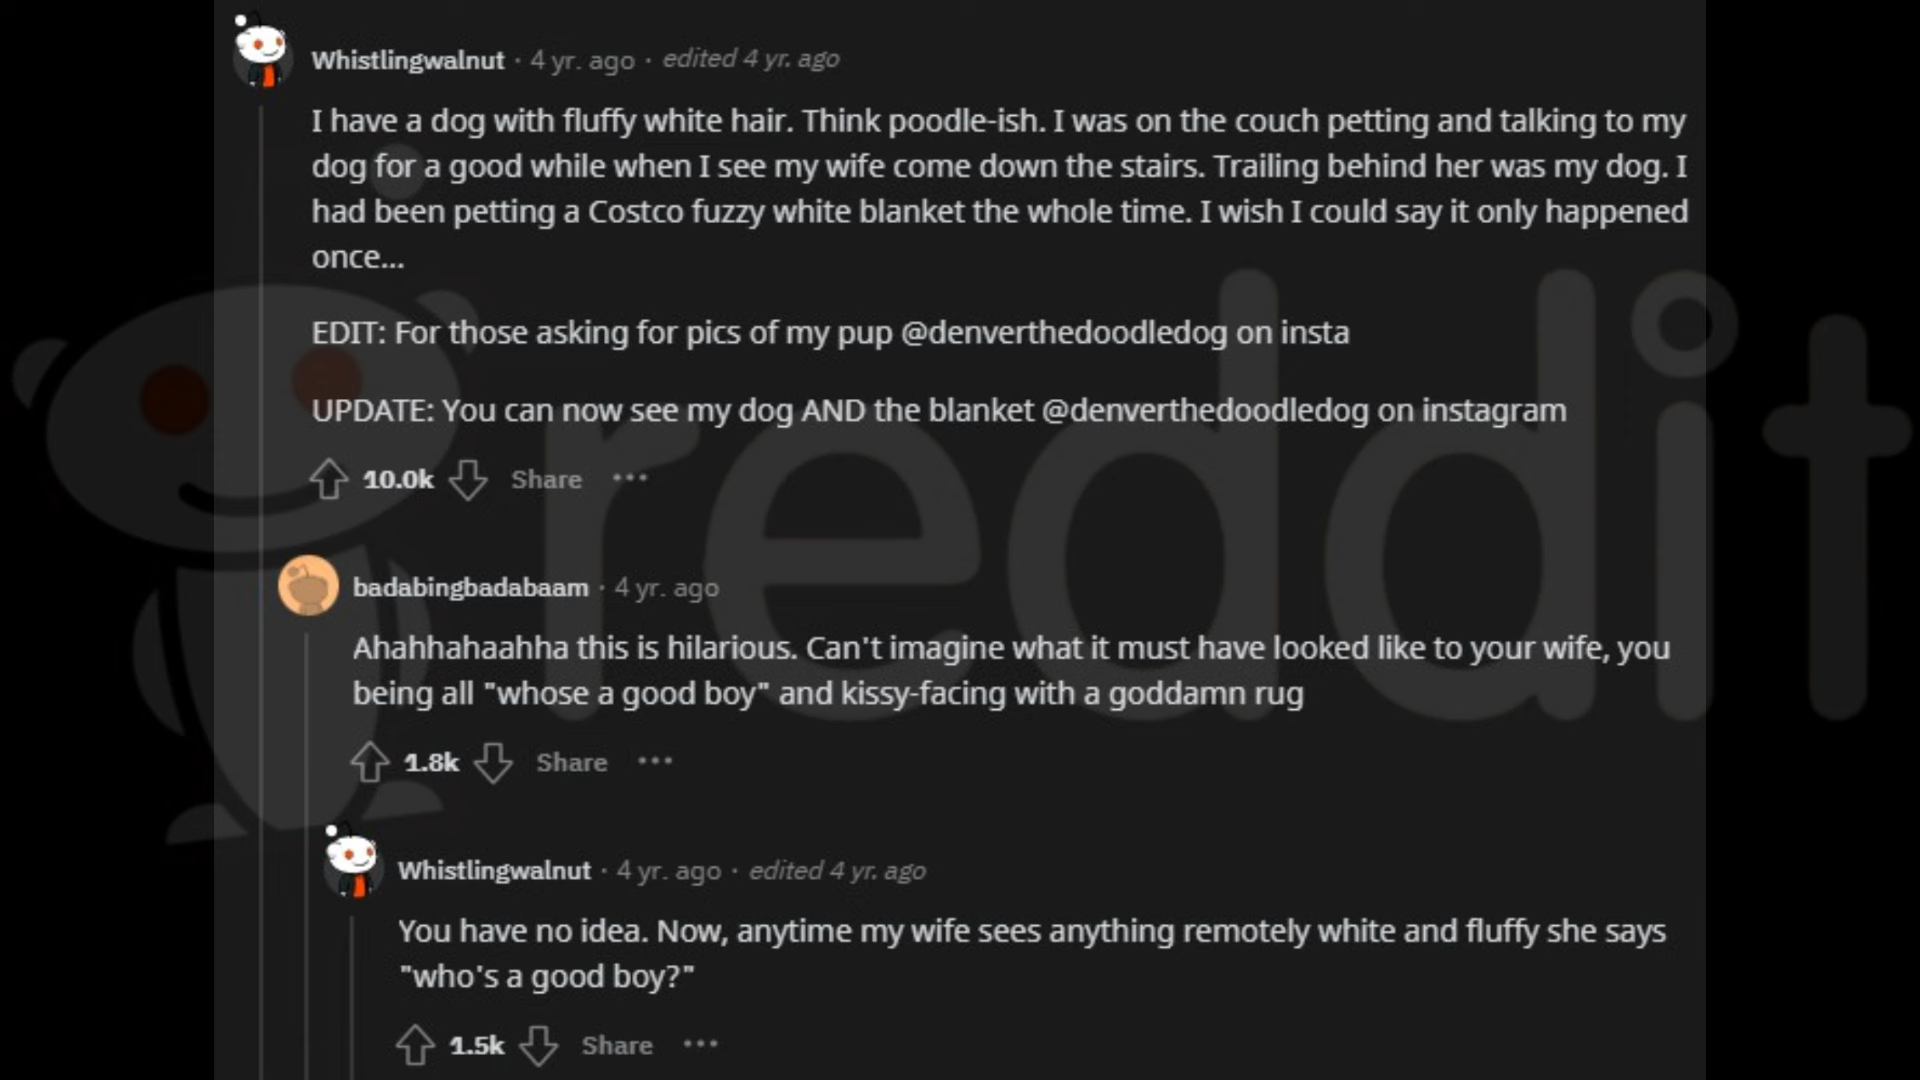 Whistlingwalnut · 4 yr. ago · edited 4 yr. ago
I have a dog with fluffy white hair. Think poodle-ish. I was on the couch petting and talking to my
dog for a good while when I see my wife come down the stairs. Trailing behind her was my dog. I
had been petting a Costco fuzzy white blanket the whole time. I wish I could say it only happened
once...
EDIT: For those asking for pics of my pup @denverthedoodledog on insta
UPDATE: You can now see my dog AND the blanket @denverthedoodledog on instagram
10.0k Share ···
badabingbadabaam · 4 yr. ago
Ahahhahaahha this is hilarious. Can't imagine what it must have looked like to your wife, you
being all "whose a good boy" and kissy-facing with a goddamn rug
1.8k Share ···
Whistlingwalnut · 4 yr. ago · edited 4 yr. ago
You have no idea. Now, anytime my wife sees anything remotely white and fluffy she says
"who's a good boy?"
1.5k Share ···
reddit